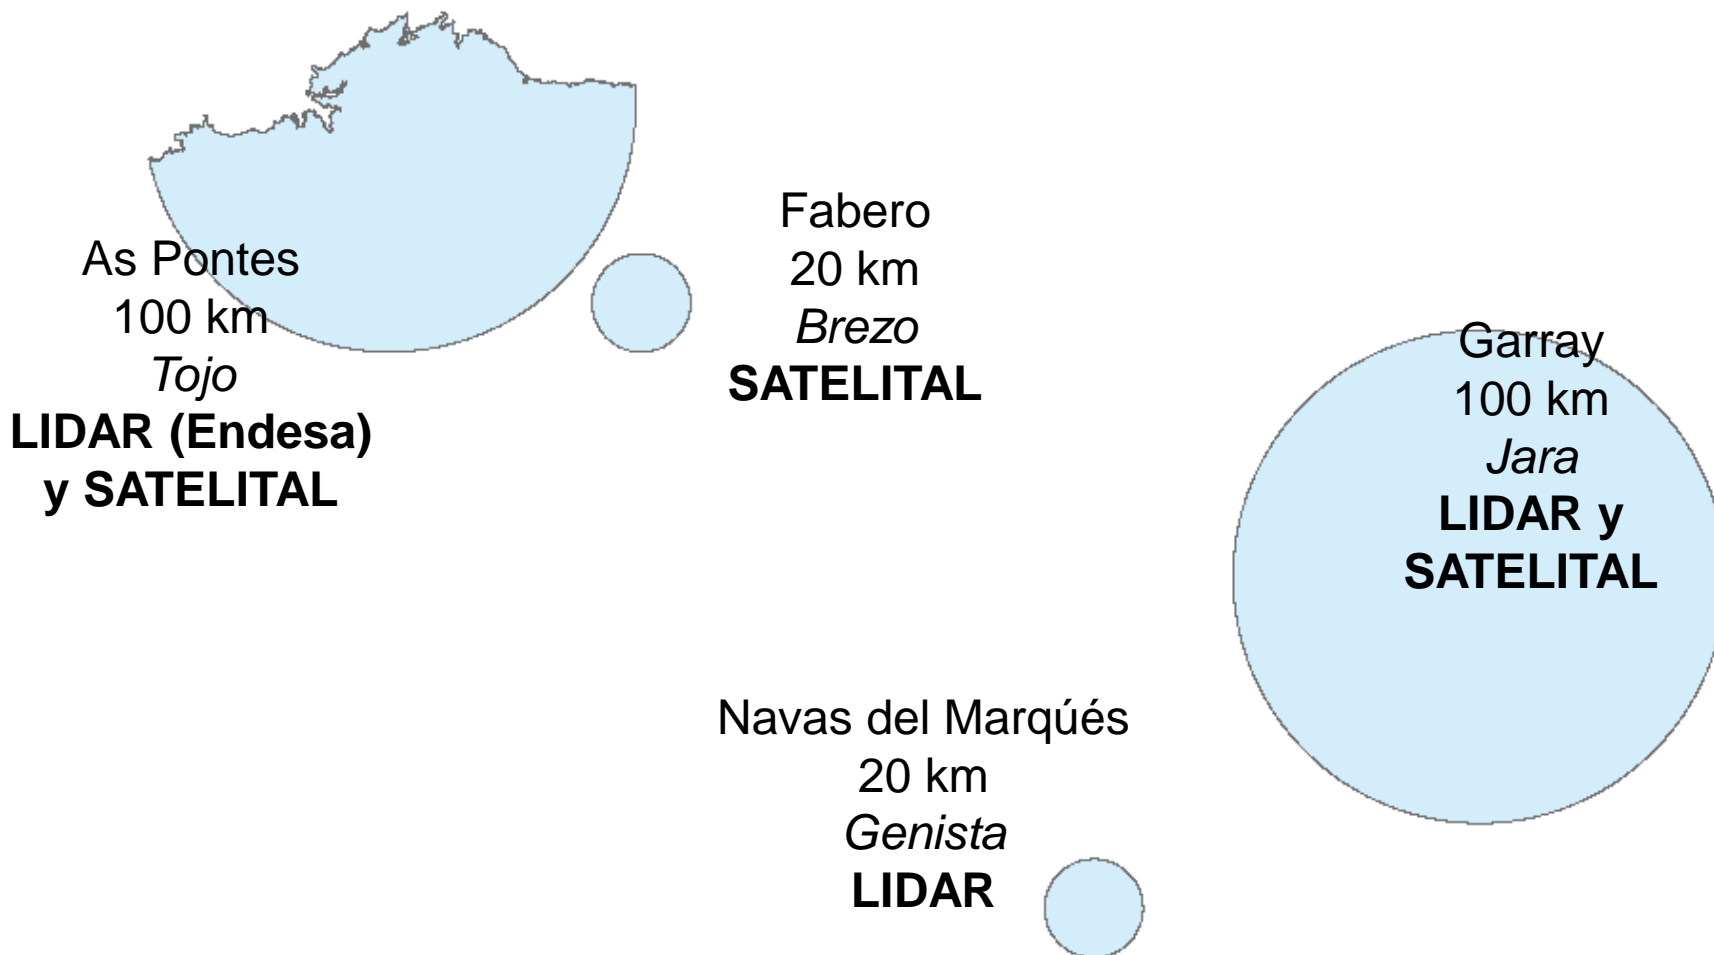 As Pontes
100 km
Tojo
LIDAR (Endesa)
y SATELITAL
Fabero
20 km
Brezo
SATELITAL
Garray
100 km
Jara
LIDAR y
SATELITAL
Navas del Marqúés
20 km
Genista
LIDAR